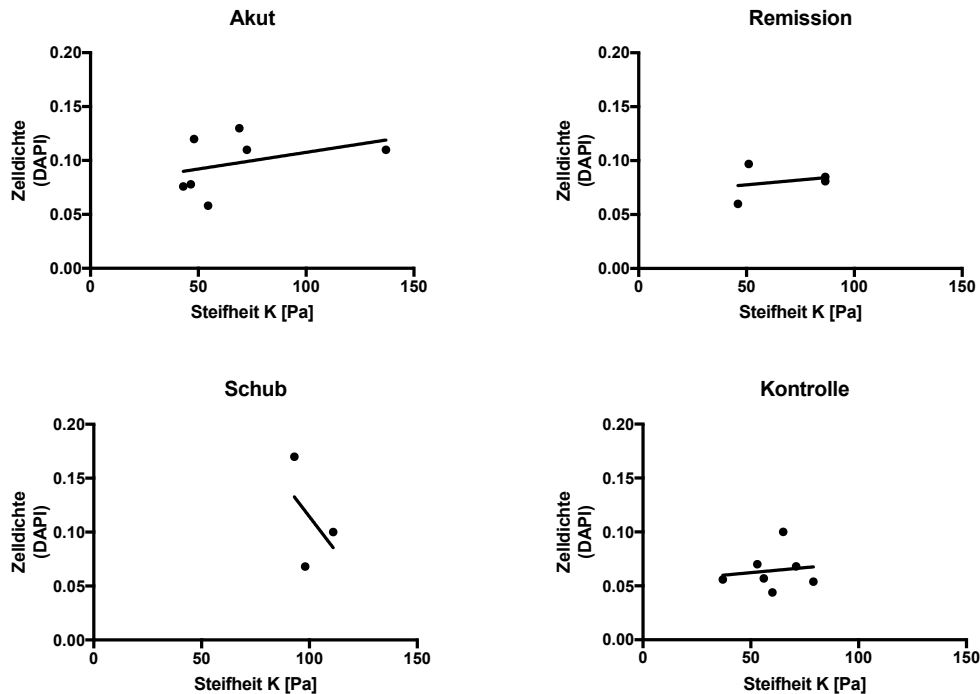 Akut
0.20
0.15
0.10
0.05
0.00
Zelldichte
(DAPI)
0
50
100
150
Steifheit K [Pa]
Remission
0.20
0.15
0.10
0.05
0.00
Zelldichte
(DAPI)
0
50
100
150
Steifheit K [Pa]
Schub
0.20
0.15
0.10
0.05
0.00
Zelldichte
(DAPI)
0
50
100
150
Steifheit K [Pa]
Kontrolle
0.20
0.15
0.10
0.05
0.00
Zelldichte
(DAPI)
0
50
100
150
Steifheit K [Pa]